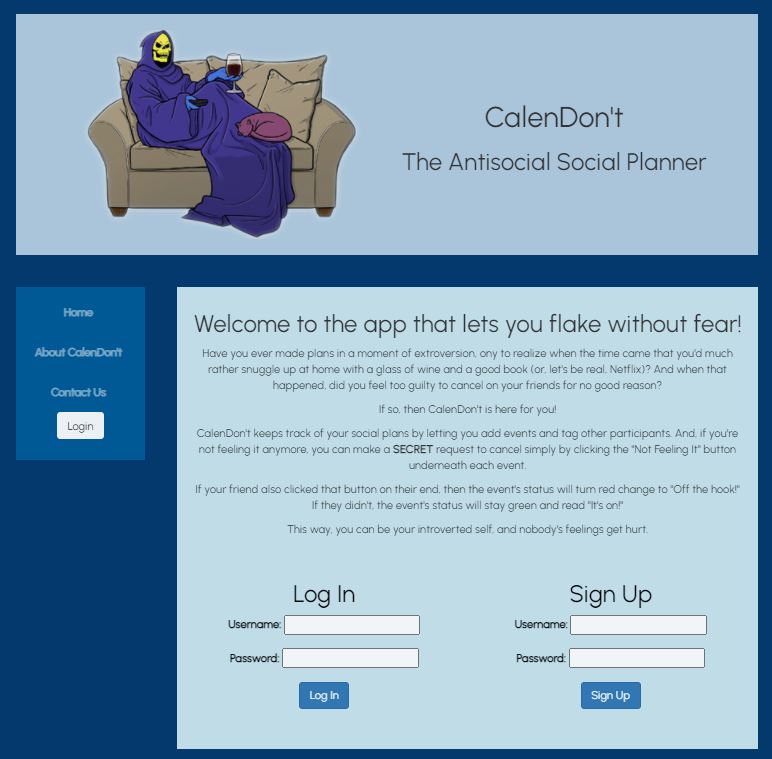 CalenDon't
The Antisocial Social Planner
Home
About CalenDon't
Contact Us
Login
Welcome to the app that lets you flake without fear!
Have you ever made plans in a moment of extroversion, ony to realize when the time came that you'd much
rather snuggle up at home with a glass of wine and a good book (or, let's be real, Netflix)? And when that
happened, did you feel too guilty to cancel on your friends for no good reason?
If so, then CalenDon't is here for you!
CalenDon't keeps track of your social plans by letting you add events and tag other participants. And, if you're
not feeling it anymore, you can make a SECRET request to cancel simply by clicking the "Not Feeling It" button
underneath each event.
If your friend also clicked that button on their end, then the event's status will turn red change to "Off the hook!"
If they didn't, the event's status will stay green and read "It's on!"
This way, you can be your introverted self, and nobody's feelings get hurt.
Log In
Username:
Password:
Log In
Sign Up
Username:
Password:
Sign Up